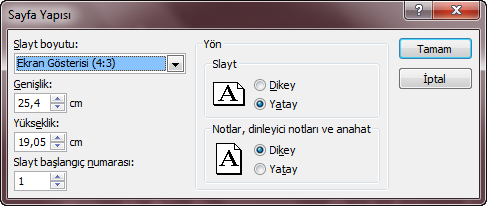 Sayfa Yapısı
Slayt boyutu:
Ekran Gösterisi (4:3)
Genişlik:
25,4 cm
Yükseklik:
19,05 cm
Slayt başlangıç numarası:
1
Yön
Slayt
A
Dikey
Yatay
Notlar, dinleyici notları ve anahat
A
Dikey
Yatay
Tamam
İptal